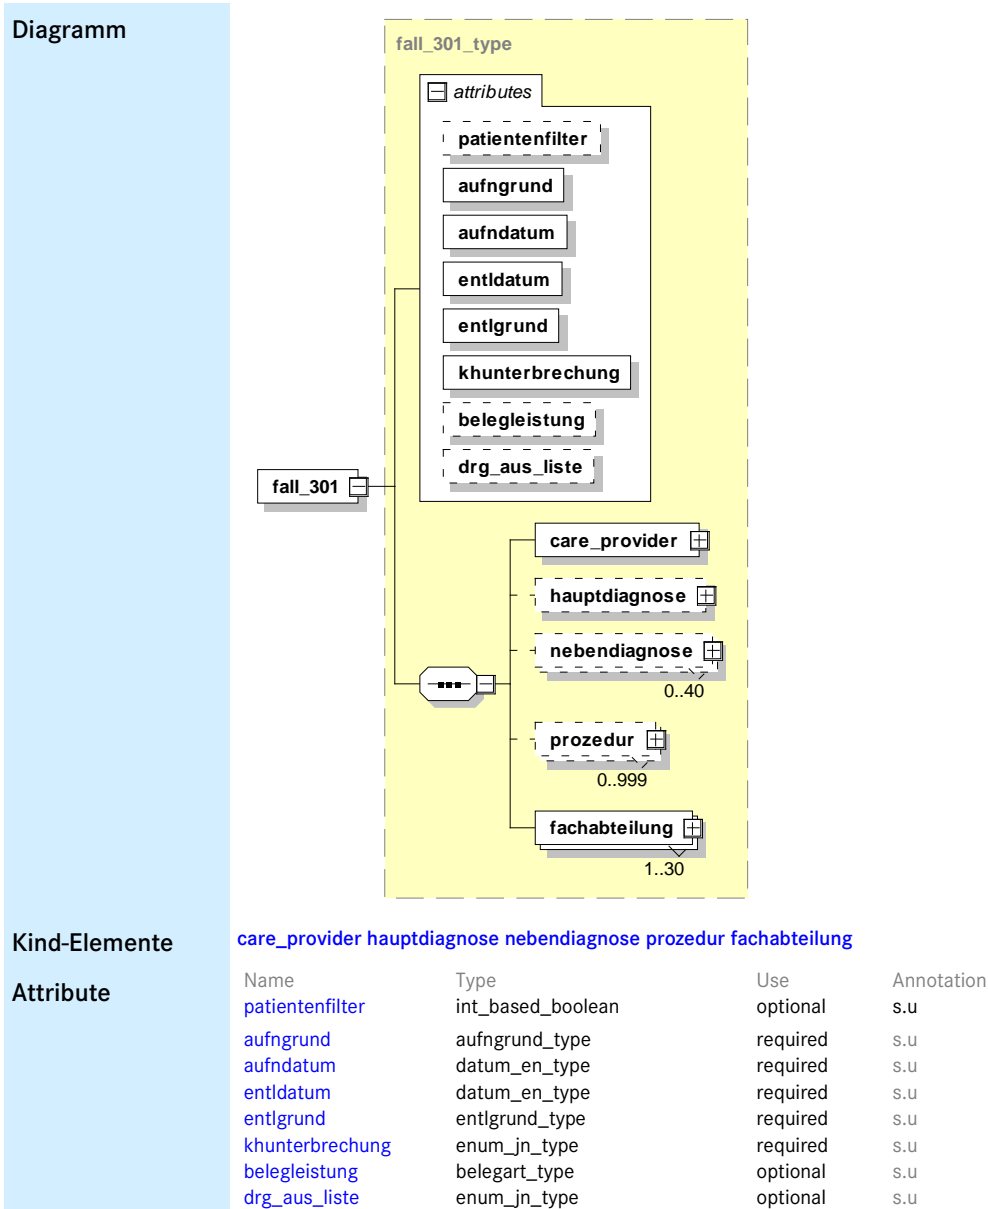 Diagramm
fall_301_type
attributes
patientenfilter
aufngrund
aufndatum
entldatum
entlgrund
khunterbrechung
belegleistung
drg_aus_liste
fall_301
care_provider
hauptdiagnose
nebendiagnose
0..40
prozedur
0..999
fachabteilung
1..30
Kind-Elemente care_provider hauptdiagnose nebendiagnose prozedur fachabteilung
Attribute
Name Type Use Annotation
patientenfilter int_based_boolean optional s.u
aufngrund aufngrund_type required s.u
aufndatum datum_en_type required s.u
entldatum datum_en_type required s.u
entlgrund entlgrund_type required s.u
khunterbrechung enum_jn_type required s.u
belegleistung belegart_type optional s.u
drg_aus_liste enum_jn_type optional s.u